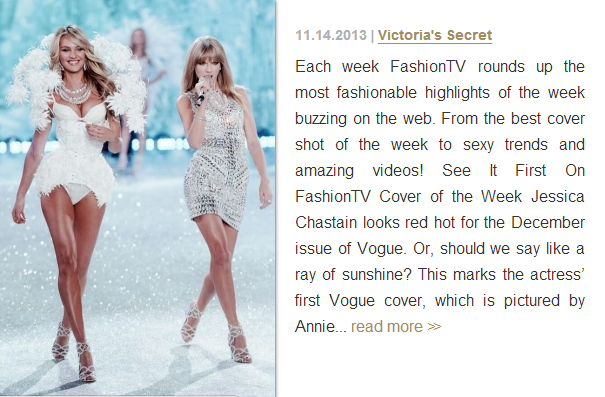 11.14.2013 | Victoria's Secret
Each week FashionTV rounds up the
most fashionable highlights of the week
buzzing on the web. From the best cover
shot of the week to sexy trends and
amazing videos! See It First On
FashionTV Cover of the Week Jessica
Chastain looks red hot for the December
issue of Vogue. Or, should we say like a
ray of sunshine? This marks the actress’
first Vogue cover, which is pictured by
Annie... read more >>